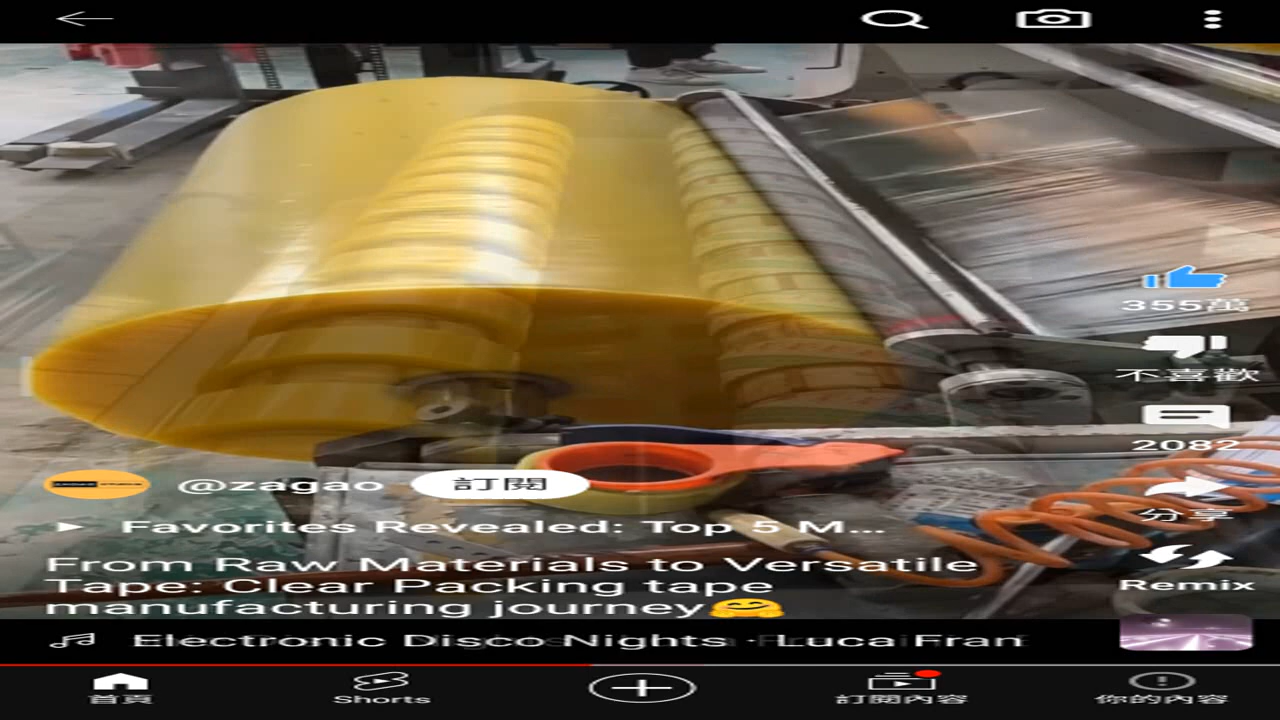 355萬
不喜歡
2082
分享
Remix
@zagao
訂閱
Favorites Revealed: Top 5 M...
From Raw Materials to Versatile
Tape: Clear Packing tape
manufacturing journey🤗
Electronic Disco Nights · Luca Fran
首頁
Shorts
訂閱內容
你的內容